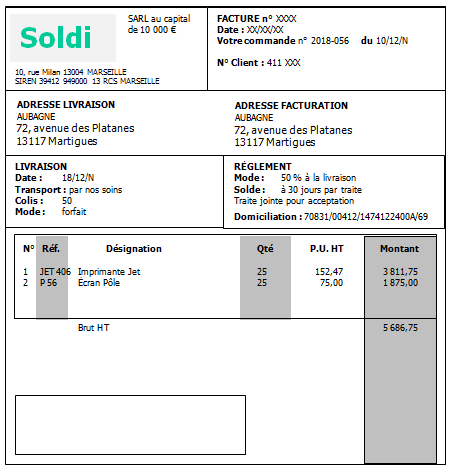 Soldi
SARL au capital
de 10 000 €
10, rue Milan 13004 MARSEILLE
SIREN 39412 949000 13 RCS MARSEILLE
FACTURE n° XXXX
Date : XX/XX/XX
Votre commande n° 2018-056 du 10/12/N
N° Client : 411 XXX
ADRESSE LIVRAISON
AUBAGNE
72, avenue des Platanes
13117 Martigues
ADRESSE FACTURATION
AUBAGNE
72, avenue des Platanes
13117 Martigues
LIVRAISON
Date : 18/12/N
Transport : par nos soins
Colis : 50
Mode : forfait
RÉGLEMENT
Mode : 50 % à la livraison
Solde : à 30 jours par traite
Traite jointe pour acceptation
Domiciliation : 70831/00412/1474122400A/69
N° Réf. Désignation Qté P.U. HT Montant
1 JET 406 Imprimante Jet 25 152,47 3 811,75
2 P 56 Écran Pôle 25 75,00 1 875,00
Brut HT 5 686,75